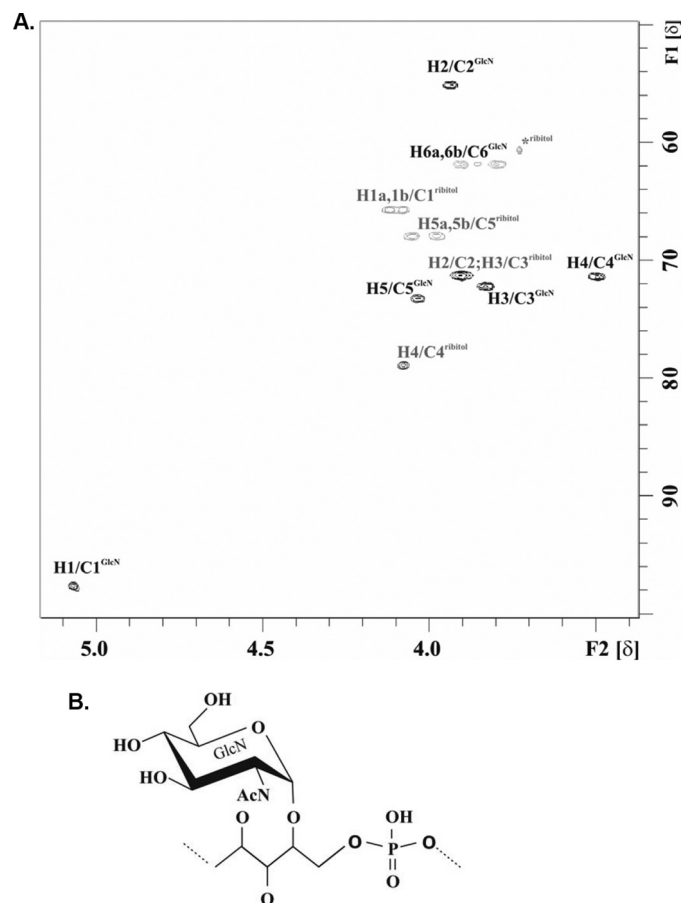 A.
F1 [δ]
H2/C2GlcN
*ribitol
60
H6a,6b/C6GlcN
H1a,1b/C1ribitol
H5a,5b/C5ribitol
H2/C2;H3/C3ribitol
H4/C4GlcN
70
H5/C5GlcN
H3/C3GlcN
H4/C4ribitol
80
90
H1/C1GlcN
5.0 4.5 4.0 F2 [δ]
B.
OH
HO O
GlcN
HO
AcN OH
O O O P O
O O